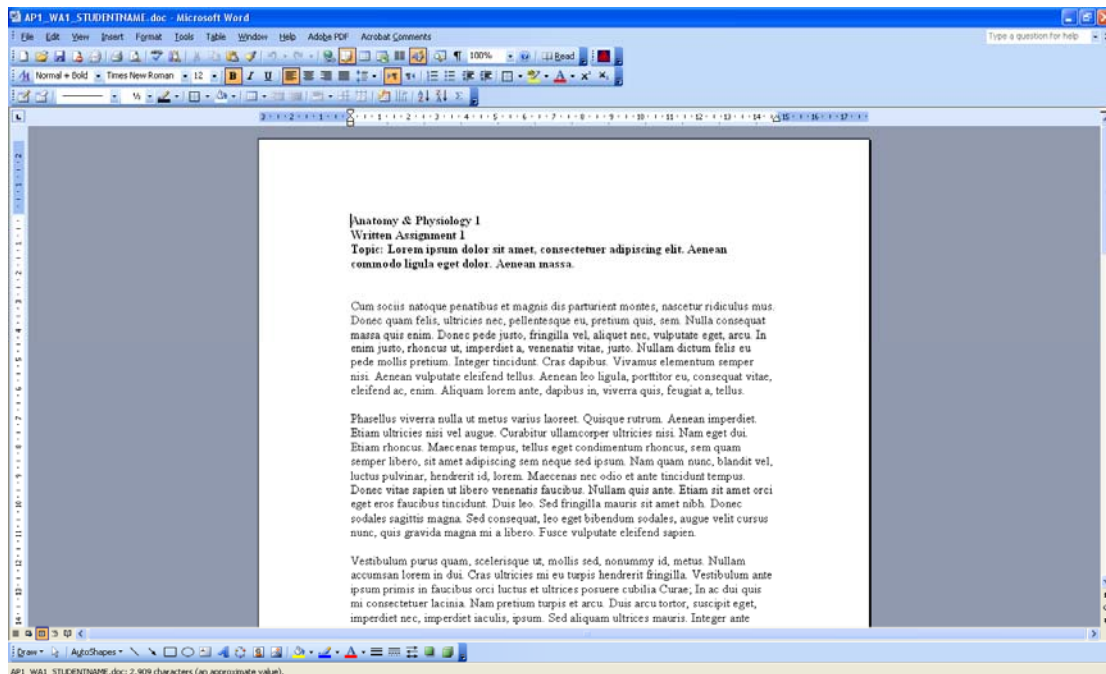 AP1_WA1_STUDENTNAME.doc - Microsoft Word
File Edit View Insert Format Tools Table Window Help Adobe PDF Acrobat Comments
Type a question for help
100%
Read
Normal + Bold
Times New Roman
12
B I U
½
Anatomy & Physiology 1
Written Assignment 1
Topic: Lorem ipsum dolor sit amet, consectetuer adipiscing elit. Aenean
commodo ligula eget dolor. Aenean massa.
Cum sociis natoque penatibus et magnis dis parturient montes, nascetur ridiculus mus.
Donec quam felis, ultricies nec, pellentesque eu, pretium quis, sem. Nulla consequat
massa quis enim. Donec pede justo, fringilla vel, aliquet nec, vulputate eget, arcu. In
enim justo, rhoncus ut, imperdiet a, venenatis vitae, justo. Nullam dictum felis eu
pede mollis pretium. Integer tincidunt. Cras dapibus. Vivamus elementum semper
nisi. Aenean vulputate eleifend tellus. Aenean leo ligula, porttitor eu, consequat vitae,
eleifend ac, enim. Aliquam lorem ante, dapibus in, viverra quis, feugiat a, tellus.
Phasellus viverra nulla ut metus varius laoreet. Quisque rutrum. Aenean imperdiet.
Etiam ultricies nisi vel augue. Curabitur ullamcorper ultricies nisi. Nam eget dui.
Etiam rhoncus. Maecenas tempus, tellus eget condimentum rhoncus, sem quam
semper libero, sit amet adipiscing sem neque sed ipsum. Nam quam nunc, blandit vel,
luctus pulvinar, hendrerit id, lorem. Maecenas nec odio et ante tincidunt tempus.
Donec vitae sapien ut libero venenatis faucibus. Nullam quis ante. Etiam sit amet orci
eget eros faucibus tincidunt. Duis leo. Sed fringilla mauris sit amet nibh. Donec
sodales sagittis magna. Sed consequat, leo eget bibendum sodales, augue velit cursus
nunc, quis gravida magna mi a libero. Fusce vulputate eleifend sapien.
Vestibulum purus quam, scelerisque ut, mollis sed, nonummy id, metus. Nullam
accumsan lorem in dui. Cras ultricies mi eu turpis hendrerit fringilla. Vestibulum ante
ipsum primis in faucibus orci luctus et ultrices posuere cubilia Curae; In ac dui quis
mi consectetuer lacinia. Nam pretium turpis et arcu. Duis arcu tortor, suscipit eget,
imperdiet nec, imperdiet iaculis, ipsum. Sed aliquam ultrices mauris. Integer ante
Draw AutoShapes
AP1_WA1_STUDENTNAME.doc: 2,909 characters (an approximate value).